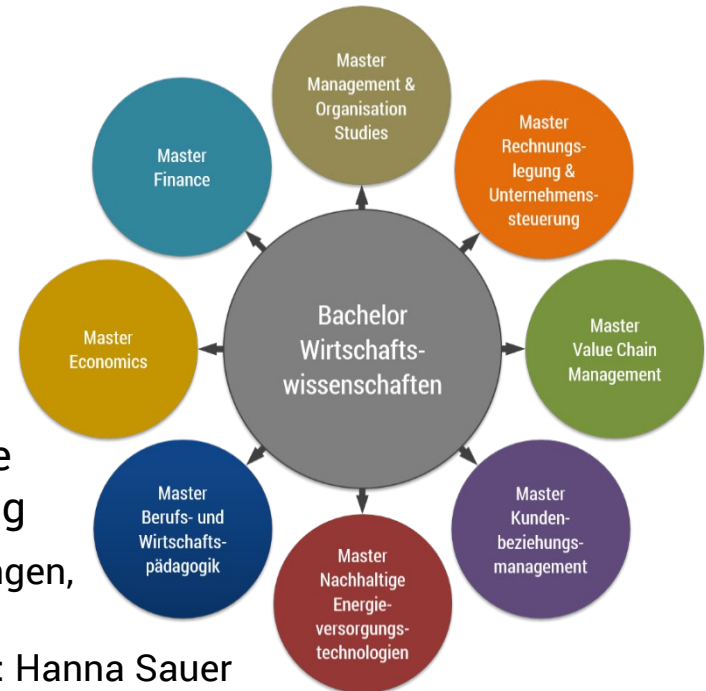 Master
Management &
Organisation
Studies
Master
Rechnungs-
legung &
Unternehmens-
steuerung
Master
Finance
Master
Value Chain
Management
Bachelor
Wirtschafts-
wissenschaften
Master
Economics
Master
Kunden-
beziehungs-
management
Master
Nachhaltige
Energie-
versorgungs-
technologien
Master
Berufs- und
Wirtschafts-
pädagogik
e
g
ngen,
: Hanna Sauer